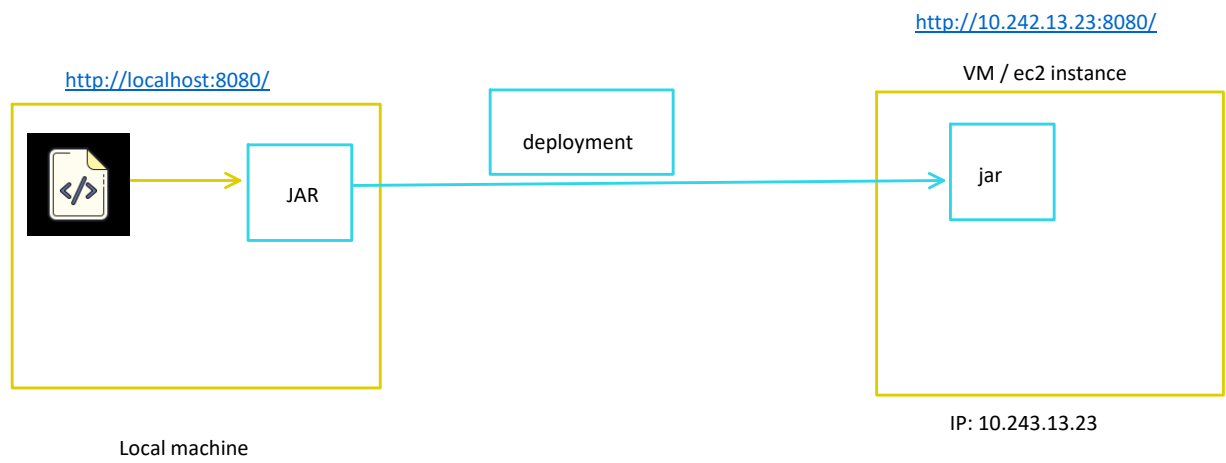 http://10.242.13.23:8080/
http://localhost:8080/
VM / ec2 instance
deployment
</>
JAR
jar
IP: 10.243.13.23
Local machine